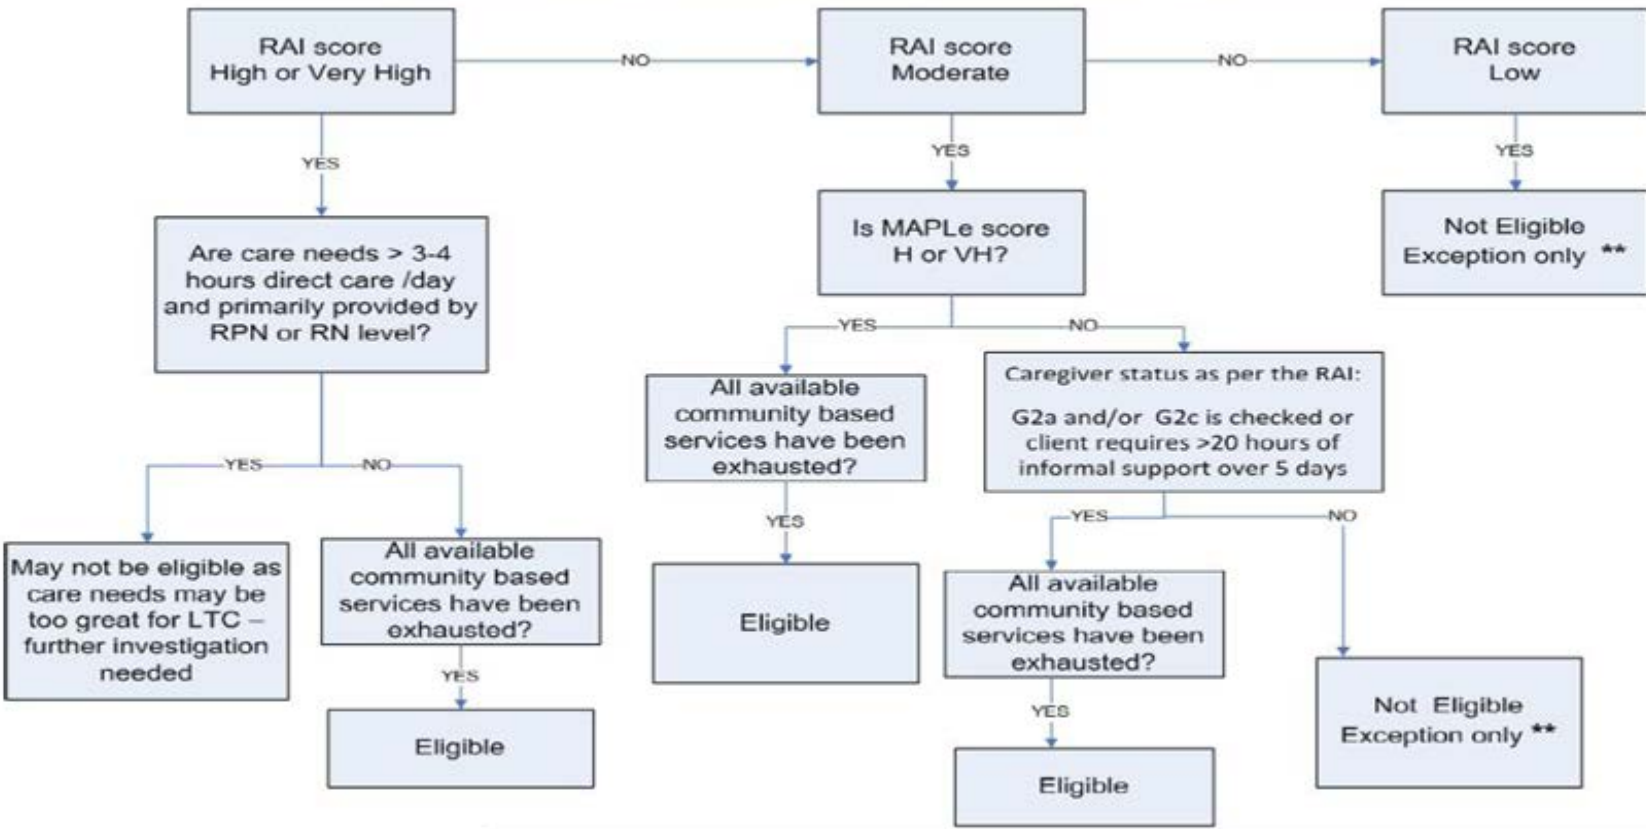 RAI score
High or Very High
NO
RAI score
Moderate
NO
RAI score
Low
YES
YES
YES
Are care needs > 3-4
hours direct care /day
and primarily provided by
RPN or RN level?
Is MAPLe score
H or VH?
Not Eligible
Exception only **
YES
NO
All available
community based
services have been
exhausted?
Caregiver status as per the RAI:
G2a and/or G2c is checked or
client requires >20 hours of
informal support over 5 days
YES
NO
YES
YES
NO
May not be eligible as
care needs may be
too great for LTC –
further investigation
needed
All available
community based
services have been
exhausted?
Eligible
All available
community based
services have been
exhausted?
YES
YES
Not Eligible
Exception only **
Eligible
Eligible